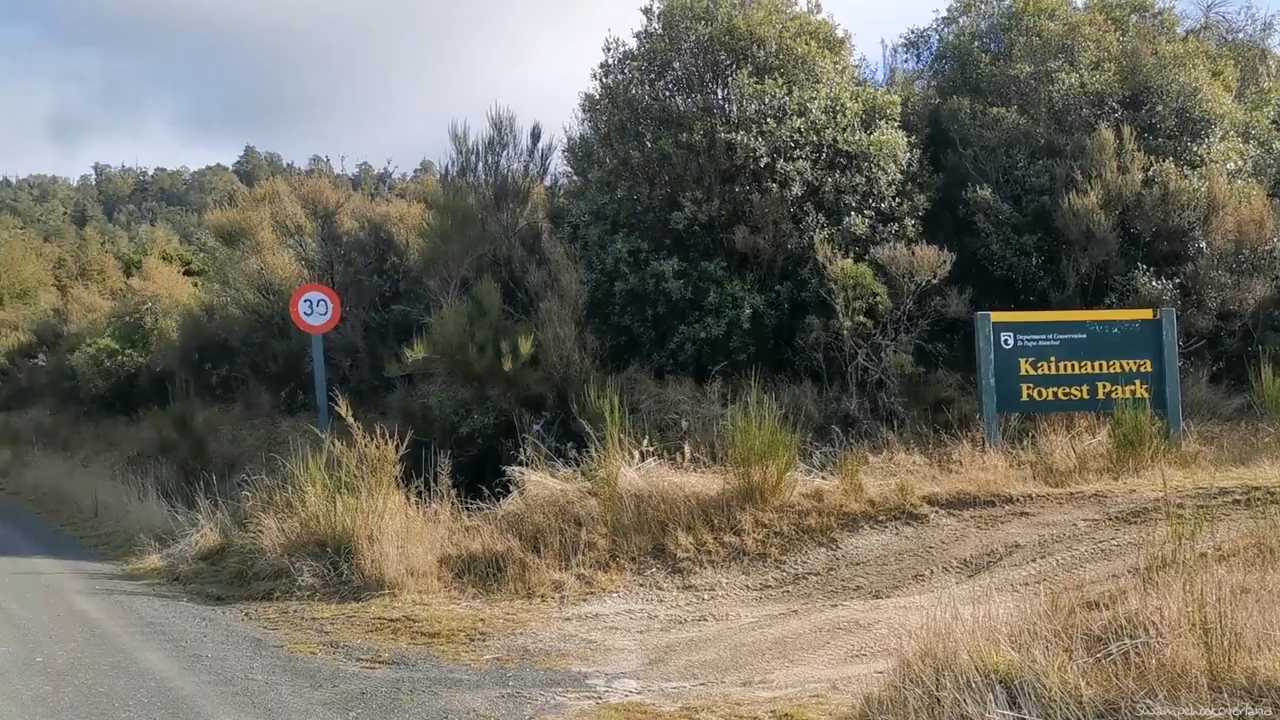 30
Department of Conservation
Te Papa Atawhai
Kaimanawa
Forest Park